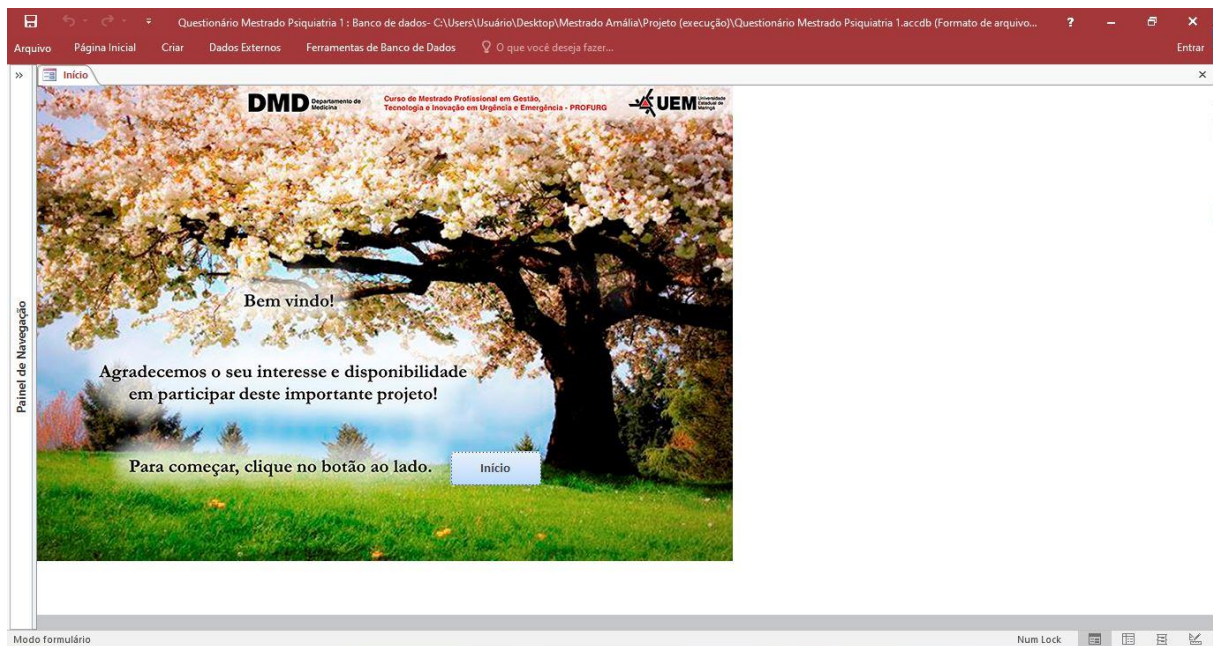 Questionário Mestrado Psiquiatria 1 : Banco de dados- C:\Users\Usuário\Desktop\Mestrado Amália\Projeto (execução)\Questionário Mestrado Psiquiatria 1.accdb (Formato de arquivo... ?
Arquivo Página Inicial Criar Dados Externos Ferramentas de Banco de Dados O que você deseja fazer... Entrar
» Início
DMD Departamento de
Medicina
Curso de Mestrado Profissional em Gestão,
Tecnologia e Inovação em Urgência e Emergência - PROFURG
UEM Universidade
Estadual de
Maringá
Painel de Navegação
Bem vindo!
Agradecemos o seu interesse e disponibilidade
em participar deste importante projeto!
Para começar, clique no botão ao lado.
Início
Modo formulário Num Lock